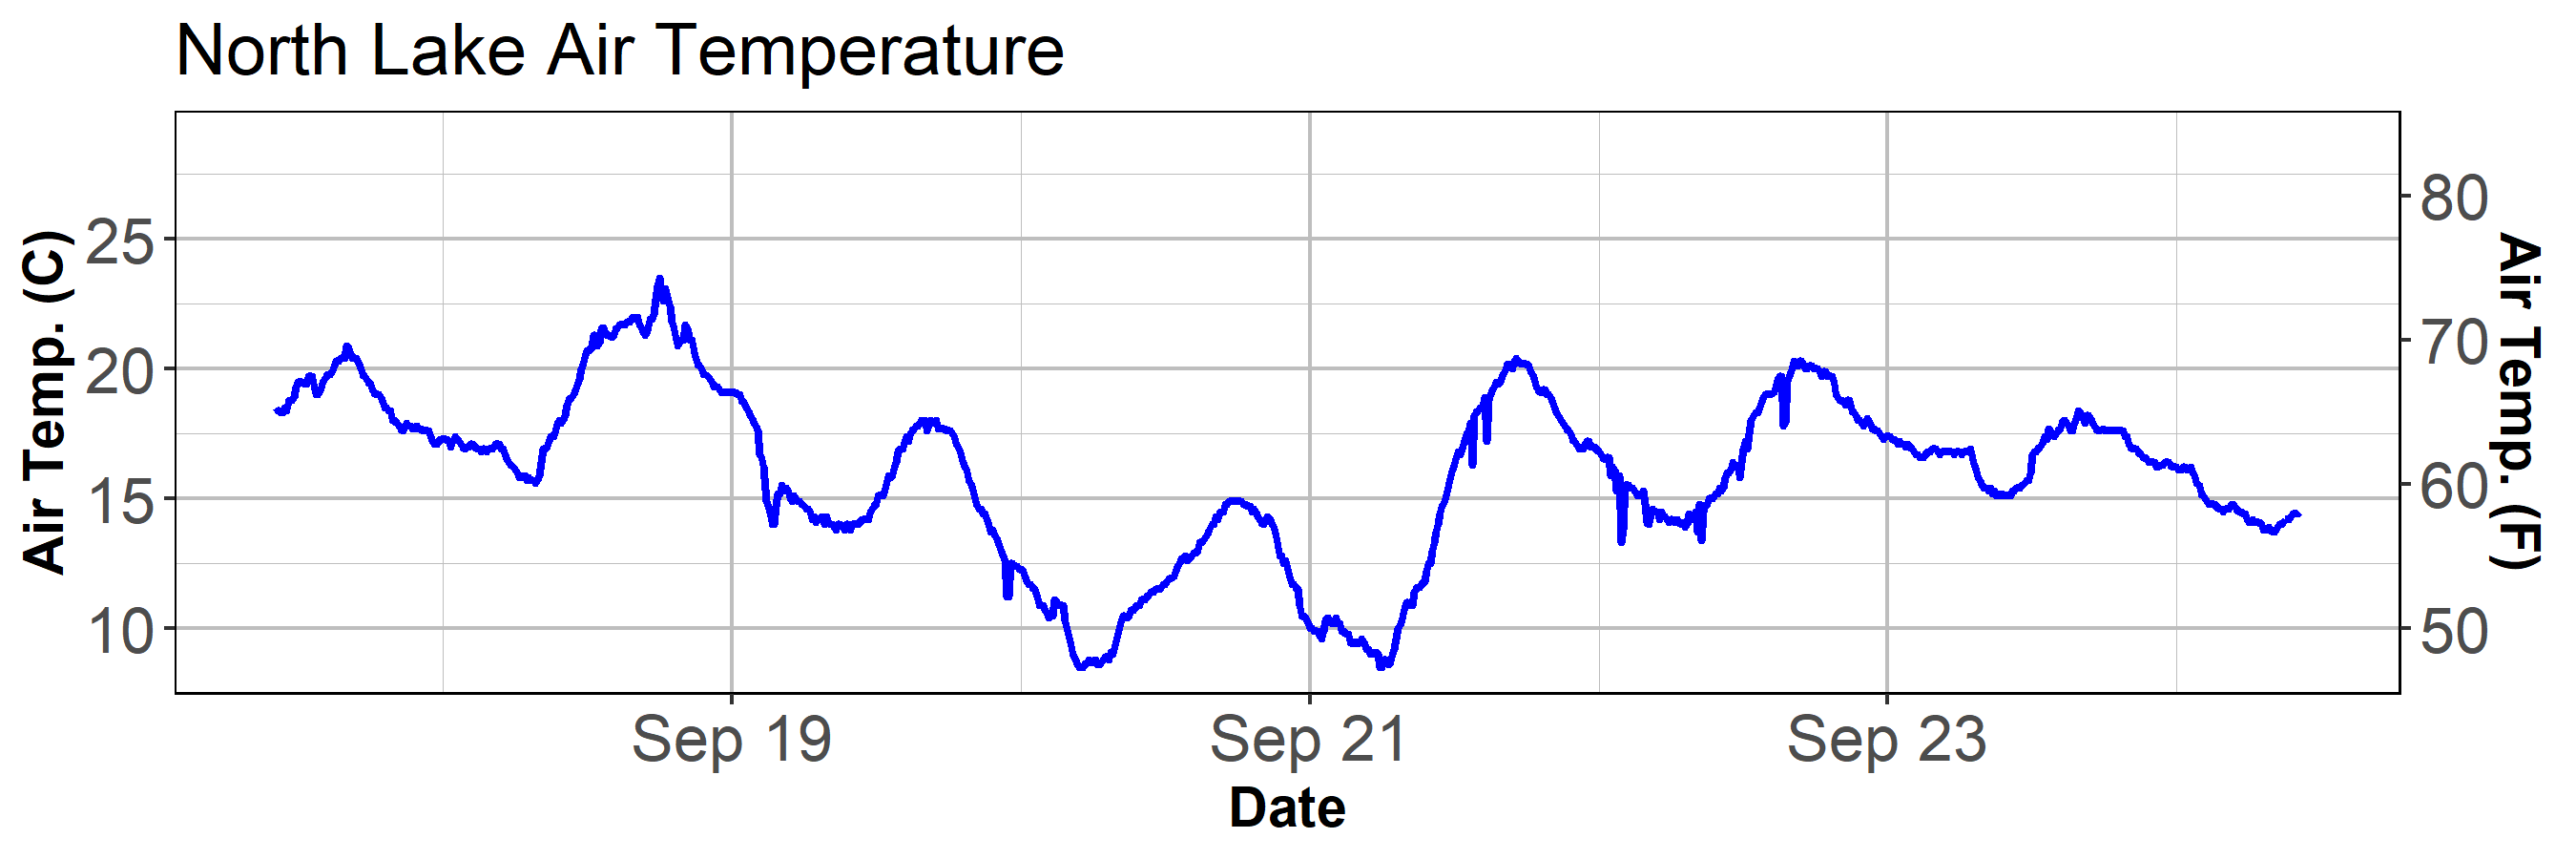 North Lake Air Temperature
Air Temp. (C)
25
20
15
10
80
70
60
50
Air Temp. (F)
Sep 19
Sep 21
Sep 23
Date